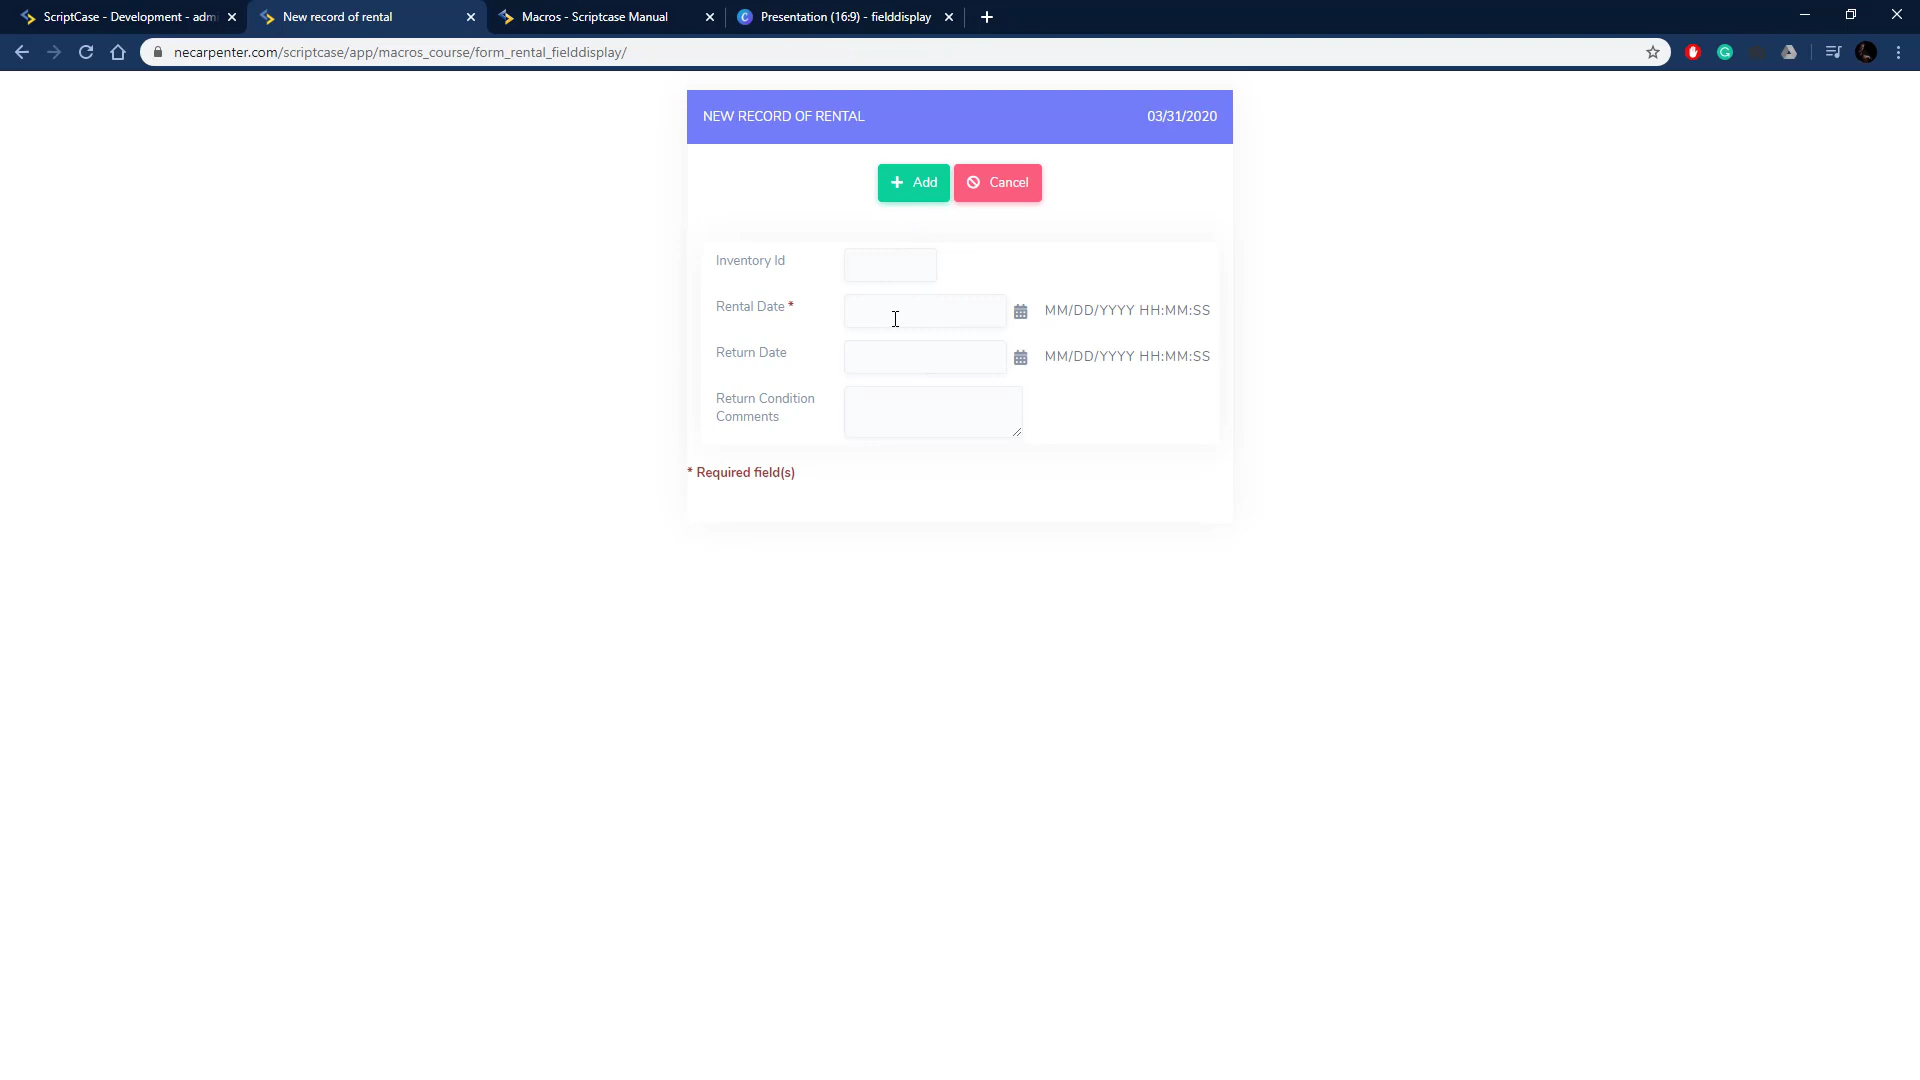 ScriptCase - Development - adm
New record of rental
Macros - Scriptcase Manual
Presentation (16:9) - fielddisplay
necarpenter.com/scriptcase/app/macros_course/form_rental_fielddisplay/
NEW RECORD OF RENTAL 03/31/2020
Add Cancel
Inventory Id
Rental Date * MM/DD/YYYY HH:MM:SS
Return Date MM/DD/YYYY HH:MM:SS
Return Condition
Comments
* Required field(s)